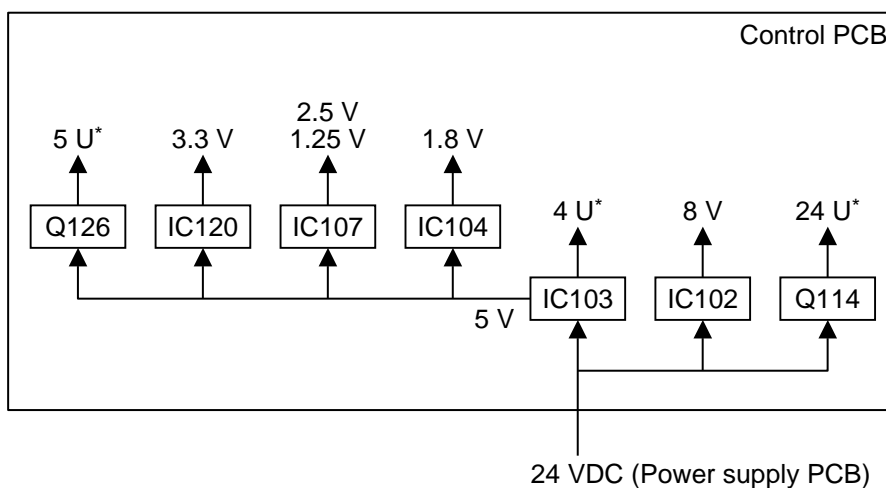 Control PCB
2.5 V
5 U* 3.3 V 1.25 V 1.8 V
4 U* 8 V 24 U*
Q126 IC120 IC107 IC104
IC103 IC102 Q114
5 V
24 VDC (Power supply PCB)